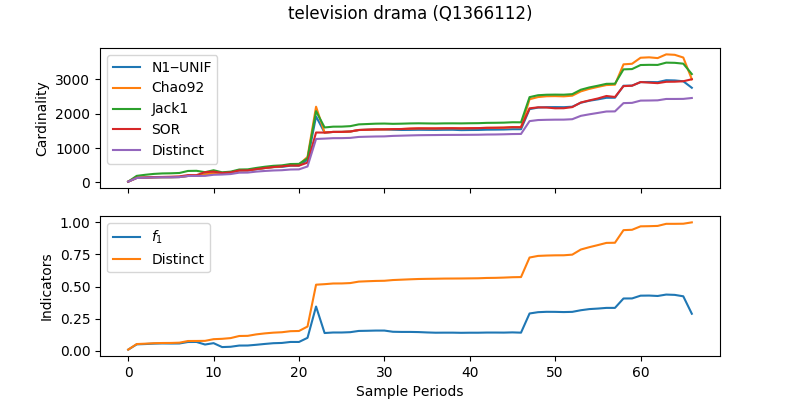 television drama (Q1366112)
Cardinality
3000
2000
1000
0
N1−UNIF
Chao92
Jack1
SOR
Distinct
Indicators
1.00
0.75
0.50
0.25
0.00
f₁
Distinct
0 10 20 30 40 50 60
Sample Periods